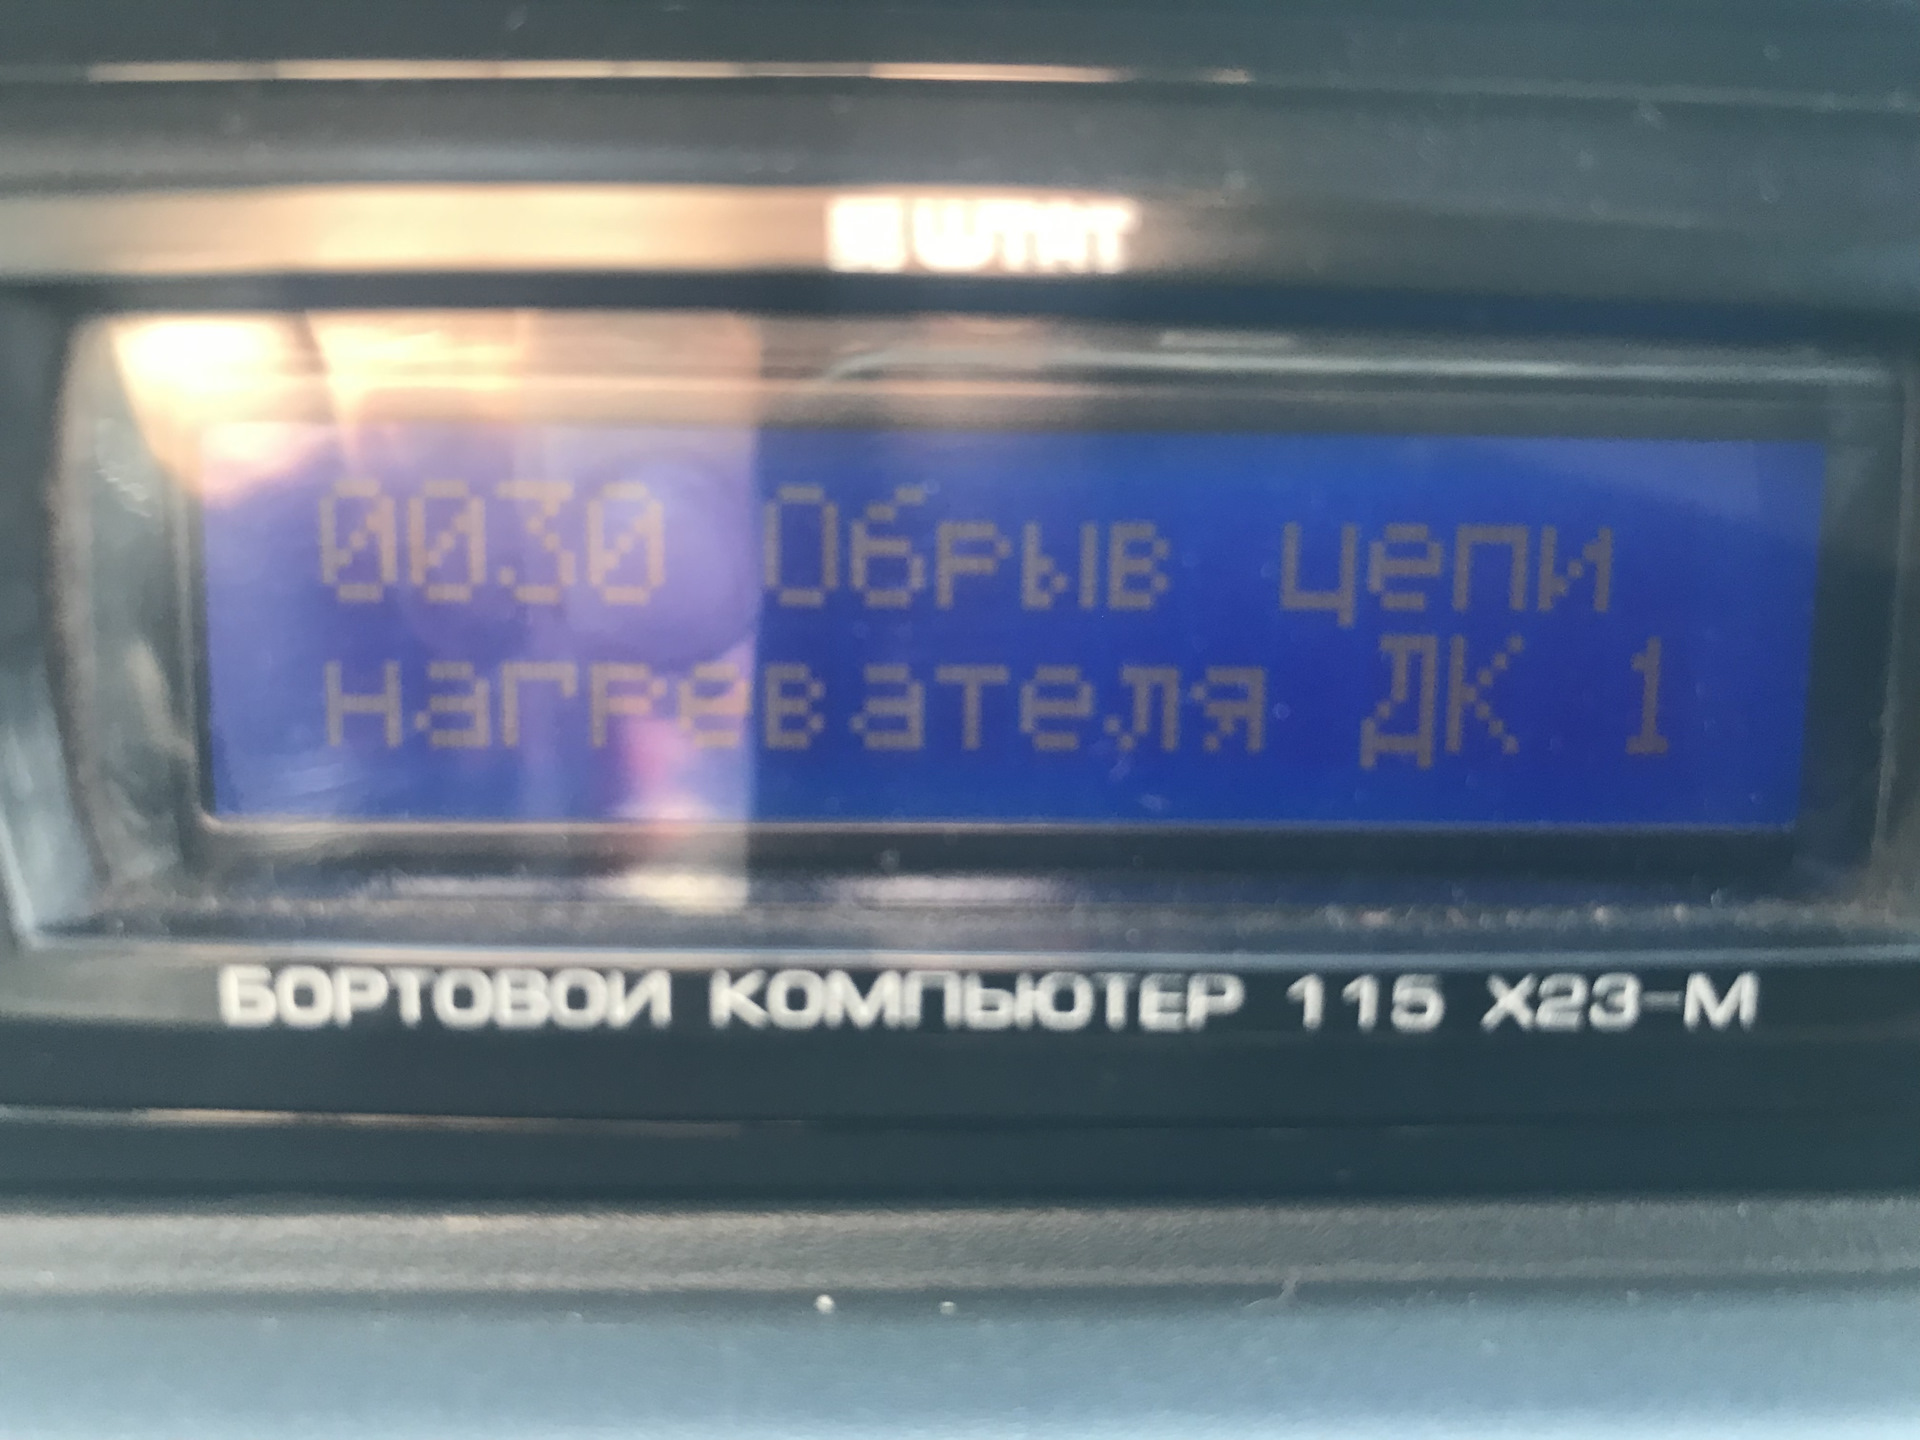 ШТАТ
0030 Обрыв цепи
нагревателя ДК 1
БОРТОВОЙ КОМПЬЮТЕР 115 X23-M